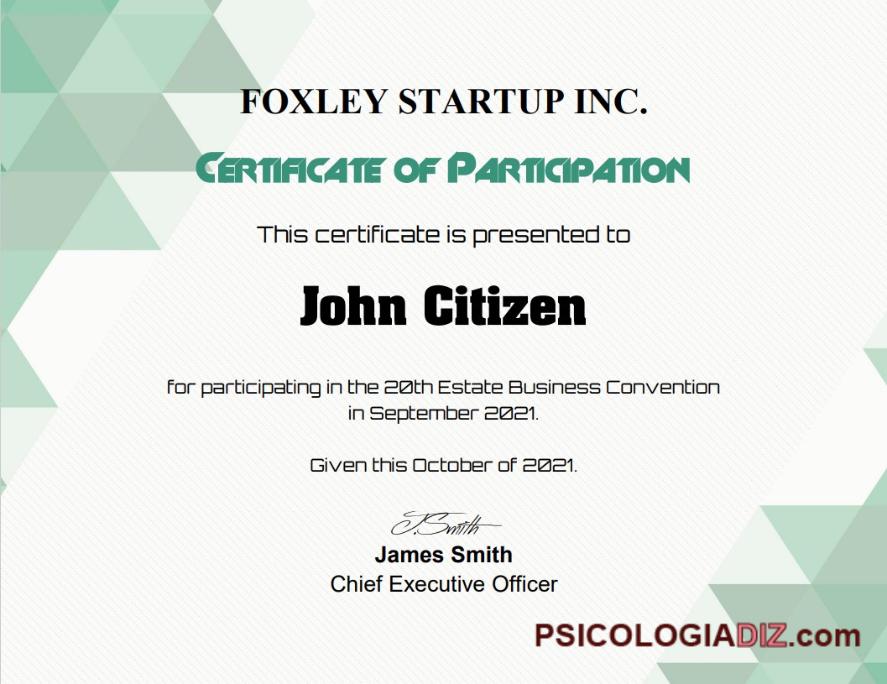 FOXLEY STARTUP INC.
Certificate of Participation
This certificate is presented to
John Citizen
for participating in the 20th Estate Business Convention
in September 2021.
Given this October of 2021.
J.Smith
James Smith
Chief Executive Officer
PSICOLOGIADIZ.com